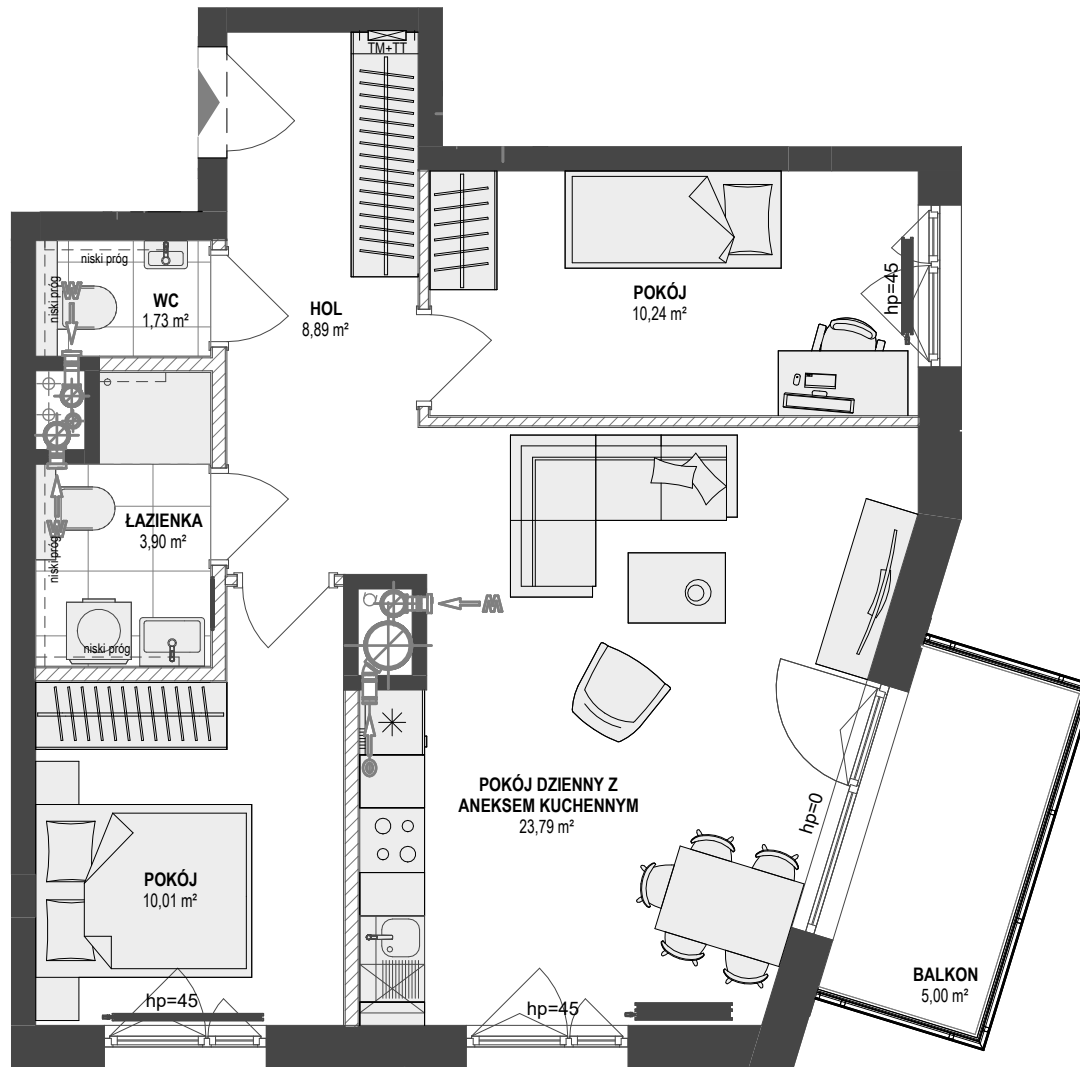 TM+TT
niski próg
niski próg
WC
1,73 m²
HOL
8,89 m²
POKÓJ
10,24 m²
hp=45
W
ŁAZIENKA
3,90 m²
W
niski próg
niski próg
W
POKÓJ DZIENNY Z
ANEKSEM KUCHENNYM
23,79 m²
hp=0
POKÓJ
10,01 m²
hp=45
hp=45
BALKON
5,00 m²